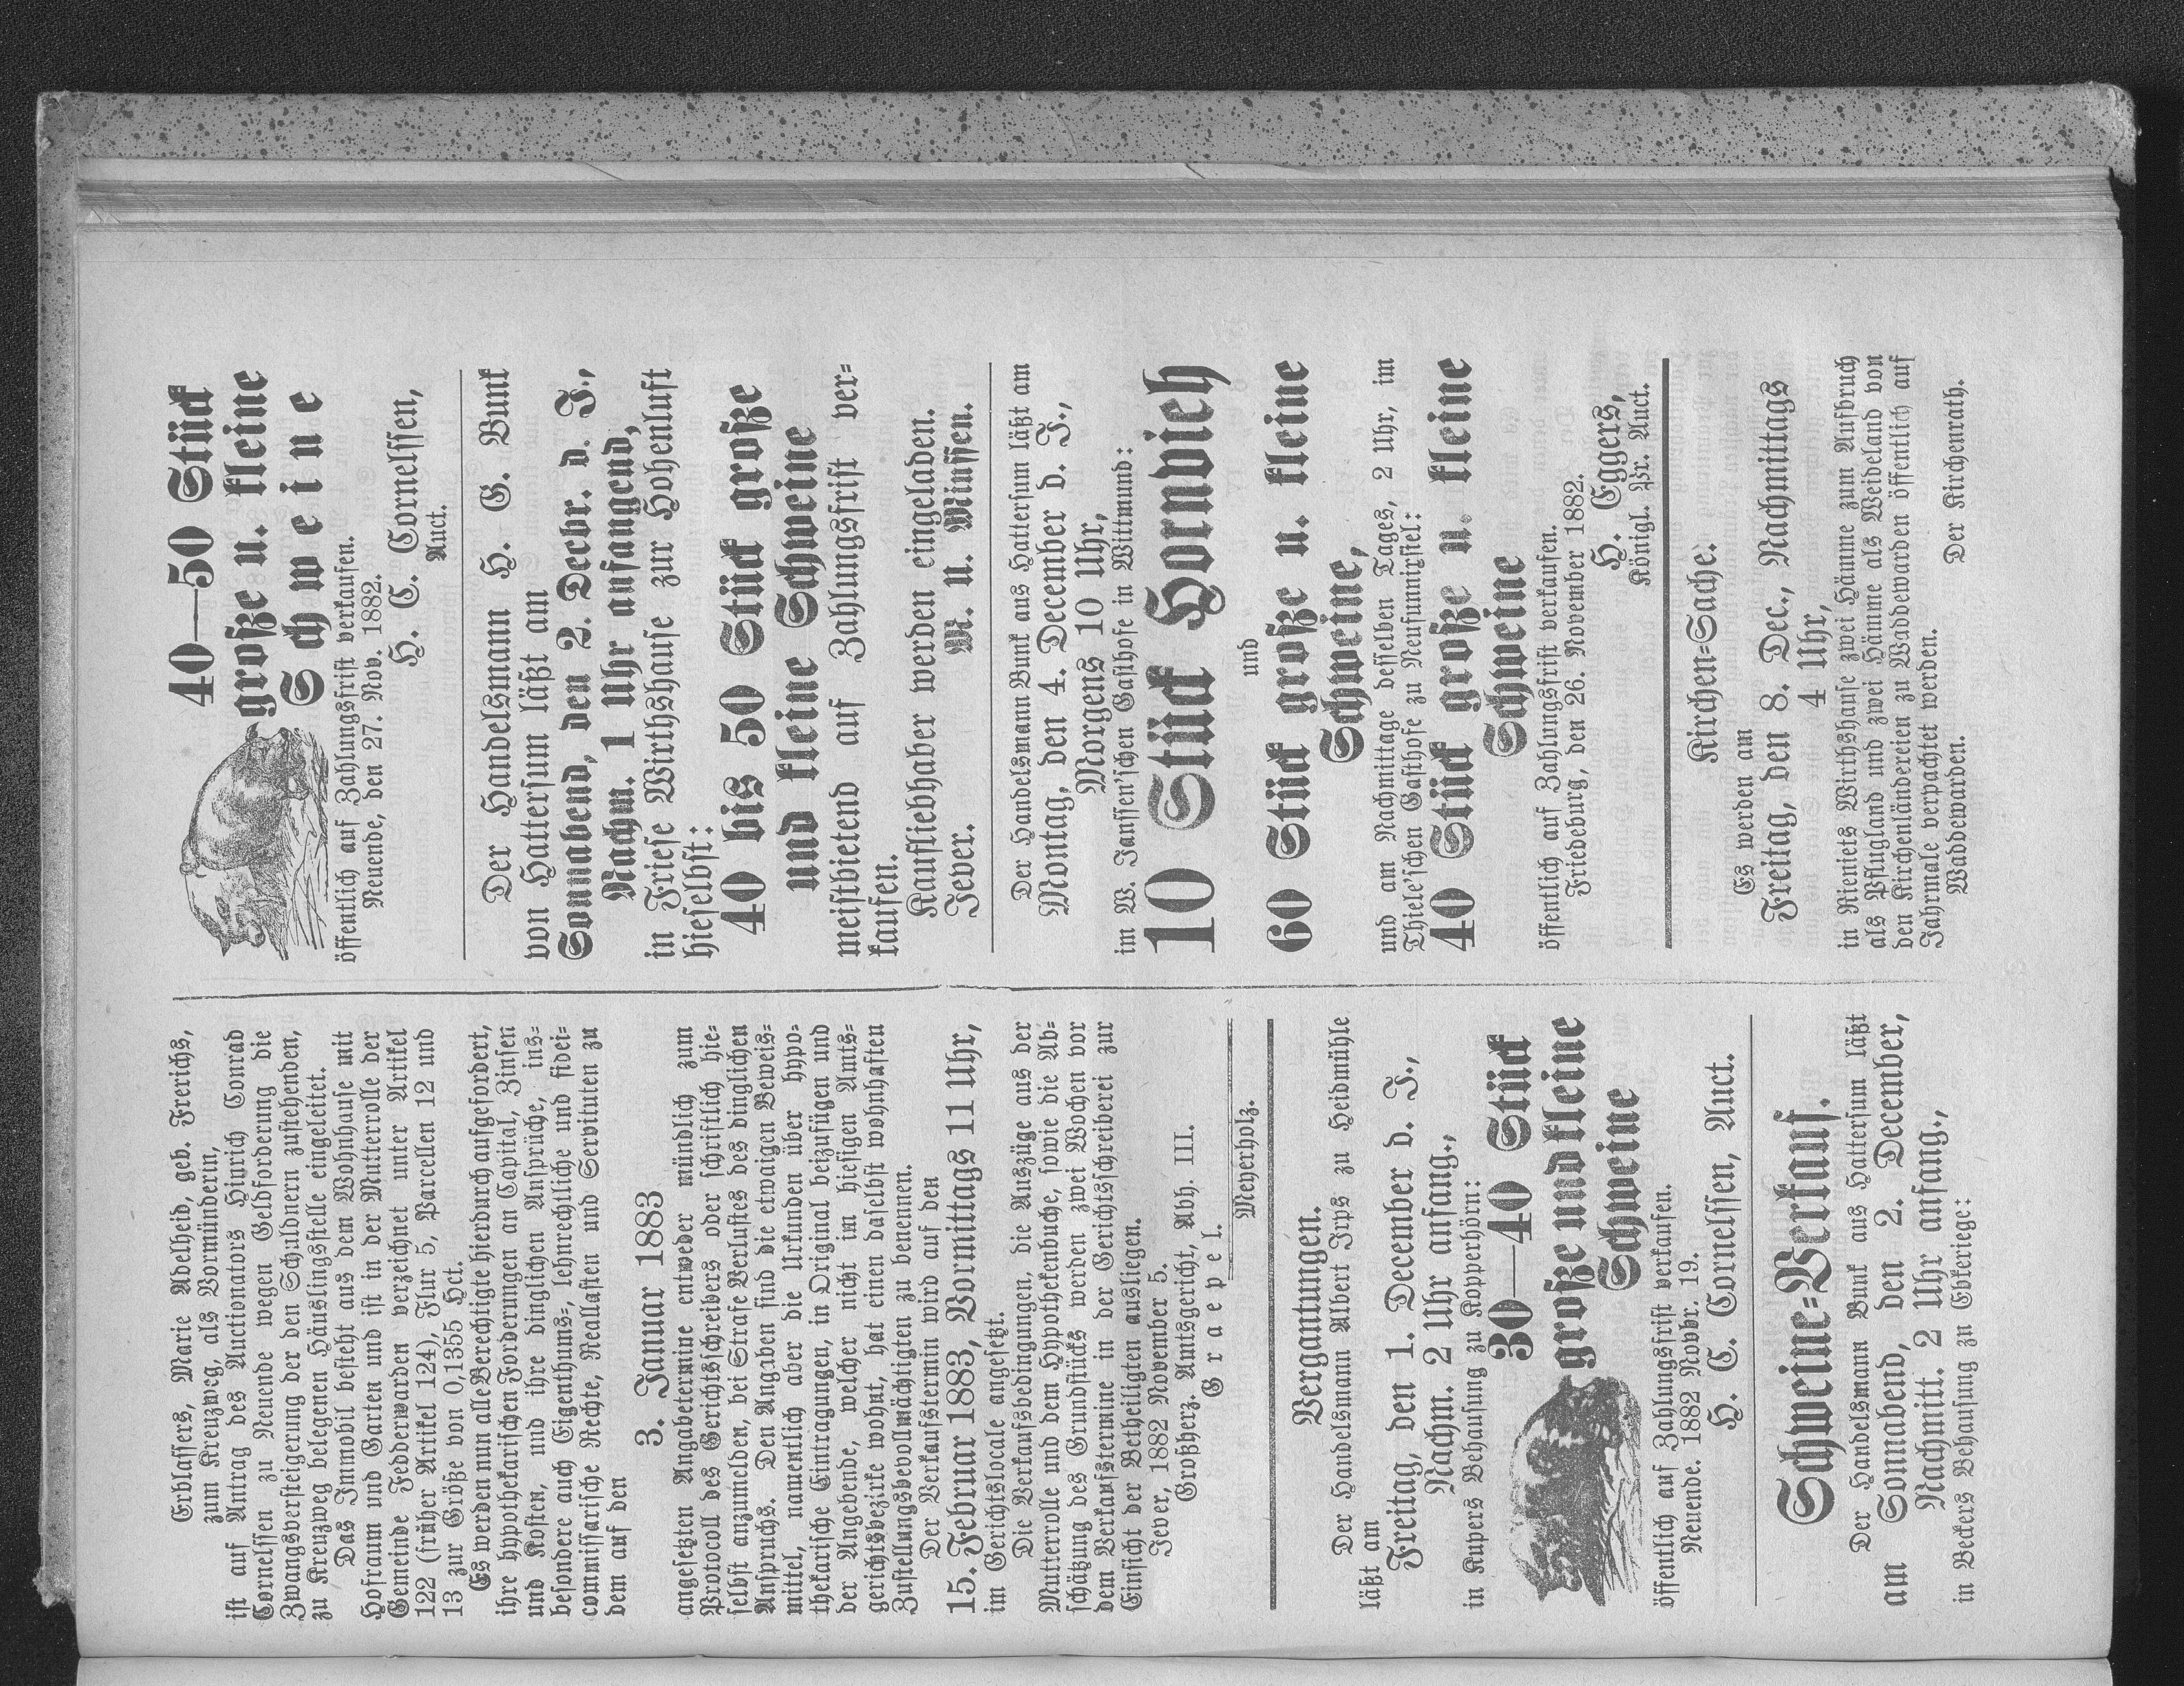 Erblassers, Marie Adelheid, geb. Frerichs,
zum Kreuzweg, als Vormünderin,
ist auf Antrag des Auctionators Hinrich Conrad
Cornelssen zu Neuende wegen Geldforderung die
Zwangsversteigerung der den Schuldnern zustehenden,
zu Kreuzweg belegenen Häuslingsstelle eingeleitet.
Das Immobil besteht aus dem Wohnhause mit
Hofraum und Garten und ist in der Mutterrolle der
Gemeinde Fedderwarden verzeichnet unter Artikel
122 (früher Artikel 124), Flur 5, Parcellen 12 und
13 zur Größe von 0,1355 Hct.
Es werden nun alle Berechtigte hierdurch aufgefordert,
ihre hypothekarischen Forderungen an Capital, Zinsen
und Kosten, und ihre dinglichen Ansprüche, ins-
besondere auch Eigenthums-, lehnrechtliche und fidei-
commissarische Rechte, Reallasten und Servituten zu
dem auf den
3. Januar 1883
angesetzten Angabetermine entweder mündlich zum
Protocoll des Gerichtsschreibers oder schriftlich hie-
selbst anzumelden, bei Strafe Verlustes des dinglichen
Anspruchs. Den Angaben sind die etwaigen Beweis-
mittel, namentlich aber die Urkunden über hypo-
thekarische Eintragungen, in Original beizufügen und
der Angebende, welcher nicht im hiesigen Amts-
gerichtsbezirke wohnt, hat einen daselbst wohnhaften
Zustellungsbevollmächtigten zu benennen.
Der Verkaufstermin wird auf den
15. Februar 1883, Vormittags 11 Uhr,
im Gerichtslocale angesetzt.
Die Verkaufsbedingungen, die Auszüge aus der
Mutterrolle und dem Hypothekenbuche, sowie die Ab-
schätzung des Grundstücks werden zwei Wochen vor
dem Verkaufstermine in der Gerichtsschreiberei zur
Einsicht der Betheiligten ausliegen.
Jever, 1882 November 5.
Großherz. Amtsgericht, Abh. III.
Graepel.
Meyerholz.
Vergantungen.
Der Handelsmann Albert Irps zu Heidmühle
läßt am
Freitag, den 1. December d. J.,
Nachm. 2 Uhr anfang.,
in Kupers Behausung zu Kopperhörn:
30—40 Stück
große und kleine
Schweine
öffentlich auf Zahlungsfrist verkaufen.
Neuende. 1882 Novbr. 19.
H. C. Cornelssen, Auct.
Schweine-Verkauf.
Der Handelsmann Bunk aus Hattersum läßt
am Sonnabend, den 2. December,
Nachmitt. 2 Uhr anfang.,
in Beckers Behausung zu Ebkeriege:
40—50 Stück
große u. kleine
Schweine
öffentlich auf Zahlungsfrist verkaufen.
Neuende, den 27. Nov. 1882.
H. C. Cornelssen,
Auct.
Der Handelsmann H. G. Bunk
von Hattersum läßt am
Sonnabend, den 2. Decbr. d. J.,
Nachm. 1 Uhr anfangend,
in Friese Wirthshause zur Hohenluft
hieselbst:
40 bis 50 Stück große
und kleine Schweine
meistbietend auf Zahlungsfrist ver-
kaufen.
Kaufliebhaber werden eingeladen.
Jever. M. U. Minssen.
Der Handelsmann Bunk aus Hattersum läßt am
Montag, den 4. December d. J.,
Morgens 10 Uhr,
im W. Janssen'schen Gasthofe in Wittmund:
10 Stück Hornvieh
und
60 Stück große u. kleine
Schweine,
und am Nachmittage desselben Tages, 2 Uhr, im
Thiele'schen Gasthofe zu Neufunnixsiel:
40 Stück große u. kleine
Schweine
öffentlich auf Zahlungsfrist verkaufen.
Friedeburg, den 26. November 1882.
H. Eggers,
Königl. Pr. Auct.
Kirchen-Sache.
Es werden am
Freitag, den 8. Dec., Nachmittags
4 Uhr,
in Rieniets Wirthshause zwei Hämme zum Aufbruch
als Pflugland und zwei Hämme als Weideland von
den Kirchenländereien zu Waddewarden öffentlich auf
Jahrmale verpachtet werden.
Waddewarden. Der Kirchenrath.